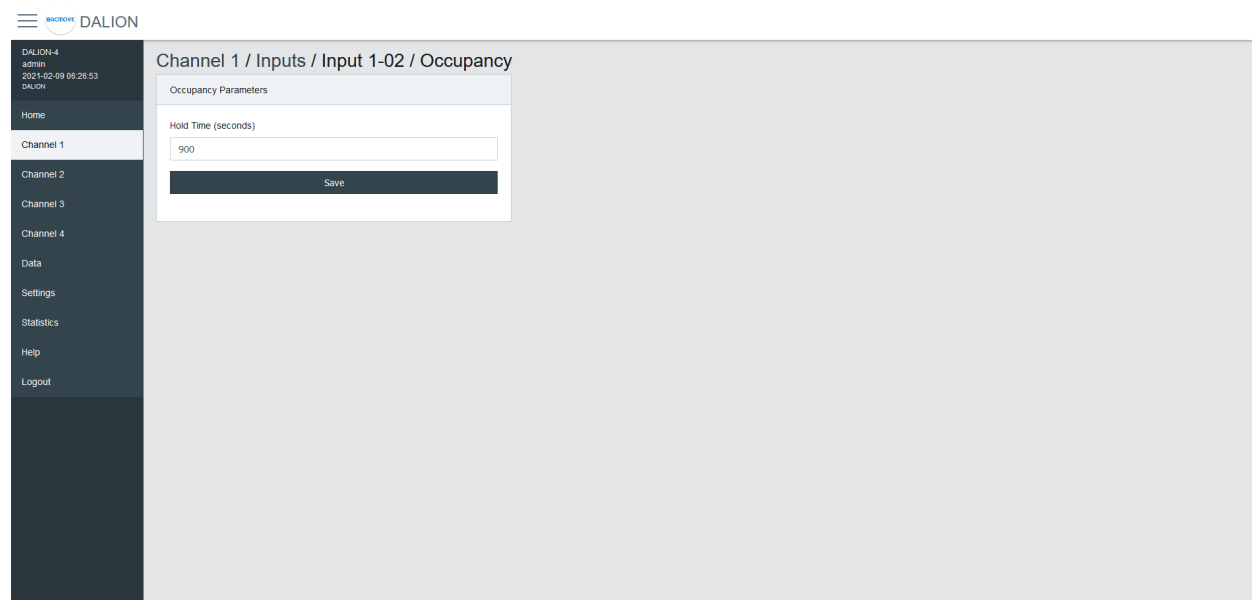 BACMOVE DALION
DALION-4
admin
2021-02-09 06:26:53
DALION
Home
Channel 1
Channel 2
Channel 3
Channel 4
Data
Settings
Statistics
Help
Logout
Channel 1 / Inputs / Input 1-02 / Occupancy
Occupancy Parameters
Hold Time (seconds)
900
Save